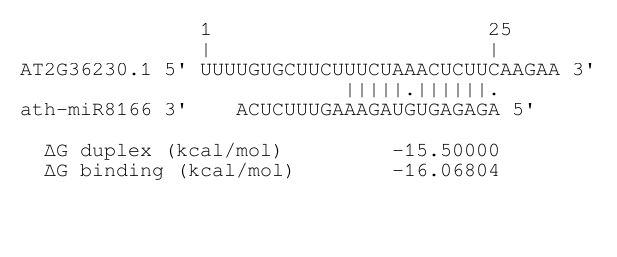 1 25
| |
AT2G36230.1 5' UUUUGUGCUUCUUUCUAAACUCUUCAAGAA 3'
|||||.||||||.
ath-miR8166 3' ACUCUUUGAAAGAUGUGAGAGA 5'
ΔG duplex (kcal/mol) -15.50000
ΔG binding (kcal/mol) -16.06804